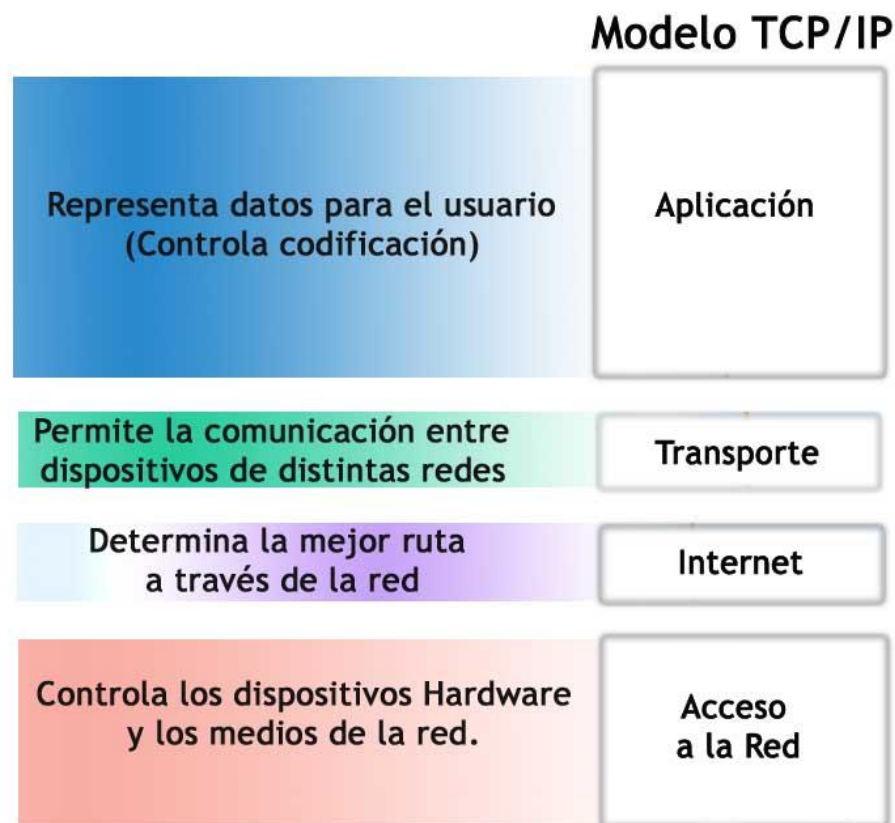 Modelo TCP/IP
Representa datos para el usuario
(Controla codificación)
Aplicación
Permite la comunicación entre
dispositivos de distintas redes
Transporte
Determina la mejor ruta
a través de la red
Internet
Controla los dispositivos Hardware
y los medios de la red.
Acceso
a la Red